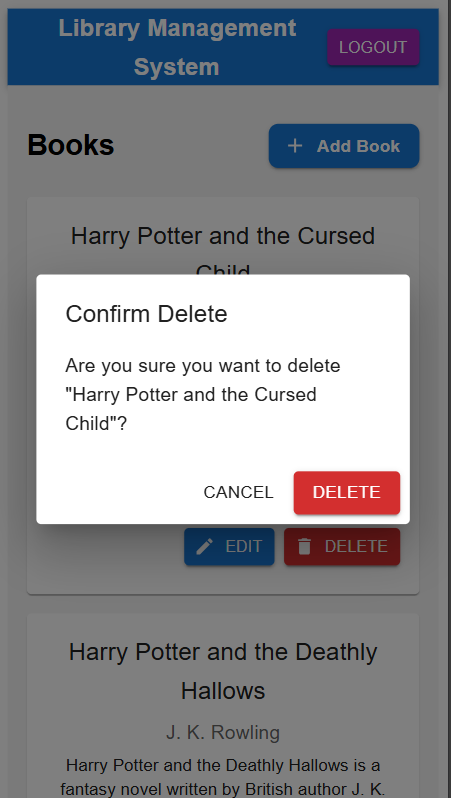 Library Management
System
LOGOUT
Books
+ Add Book
Harry Potter and the Cursed
Child
Confirm Delete
Are you sure you want to delete
"Harry Potter and the Cursed
Child"?
CANCEL
DELETE
EDIT
DELETE
Harry Potter and the Deathly
Hallows
J. K. Rowling
Harry Potter and the Deathly Hallows is a
fantasy novel written by British author J. K.